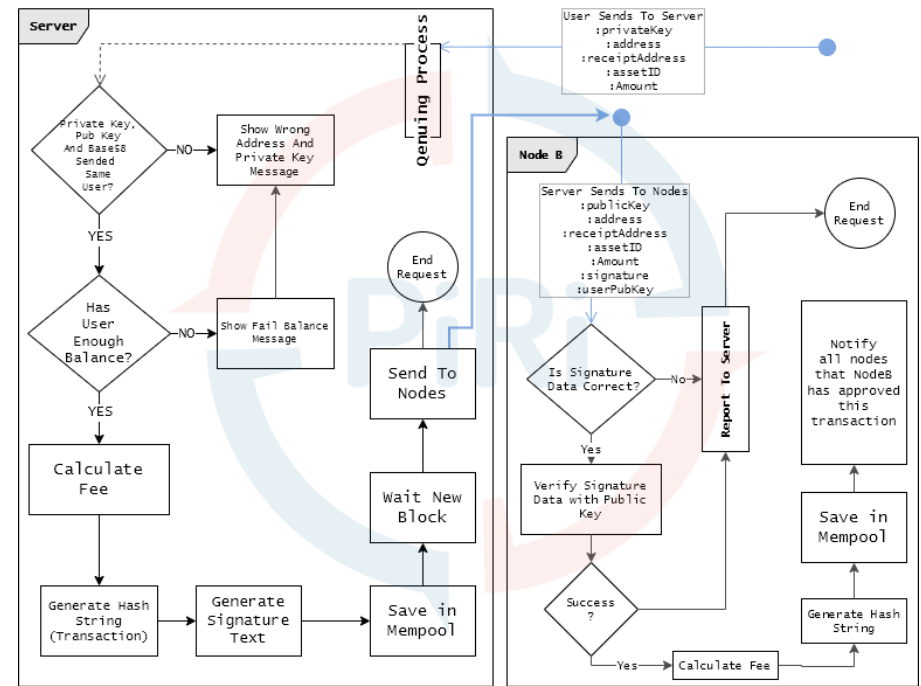 Server
User Sends To Server
:privateKey
:address
:receiptAddress
:assetID
:Amount
Qenuing Process
Private Key,
Pub Key
And Base58
Sended
Same
User?
NO
Show Wrong
Address And
Private Key
Message
YES
Has
User
Enough
Balance?
NO
Show Fail Balance
Message
YES
Calculate
Fee
Generate Hash
String
(Transaction)
Generate
Signature
Text
Save in
Mempool
Wait New
Block
Send To
Nodes
End
Request
PiRi
Node B
Server Sends To Nodes
:publicKey
:address
:receiptAddress
:assetID
:Amount
:signature
:userPubKey
Is Signature
Data Correct?
No
Report To Server
End
Request
Yes
Verify Signature
Data with Public
Key
Success
?
Yes
Calculate Fee
Generate Hash
String
Save in
Mempool
Notify
all nodes
that NodeB
has approved
this
transaction